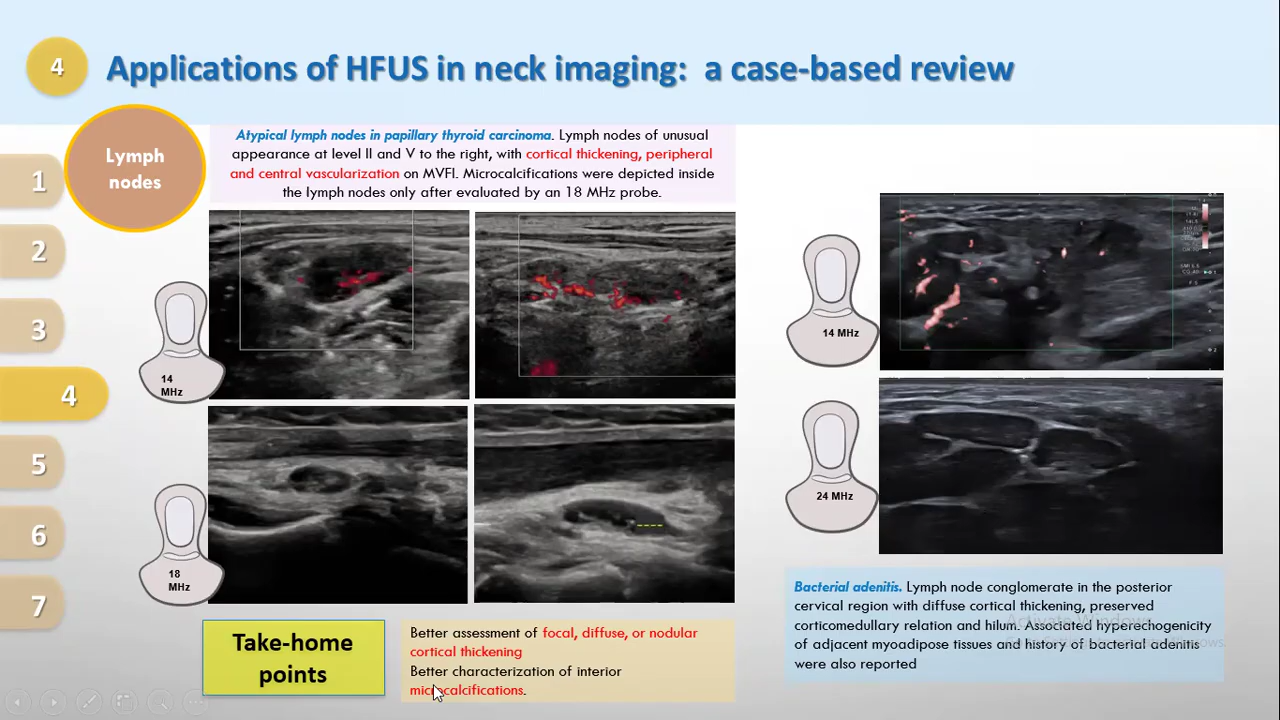 4
Applications of HFUS in neck imaging: a case-based review
Lymph
nodes
1
2
3
4
5
6
7
Atypical lymph nodes in papillary thyroid carcinoma. Lymph nodes of unusual
appearance at level II and V to the right, with cortical thickening, peripheral
and central vascularization on MVFI. Microcalcifications were depicted inside
the lymph nodes only after evaluated by an 18 MHz probe.
14
MHz
18
MHz
14 MHz
24 MHz
Take-home
points
Better assessment of focal, diffuse, or nodular
cortical thickening
Better characterization of interior
microcalcifications.
Bacterial adenitis. Lymph node conglomerate in the posterior
cervical region with diffuse cortical thickening, preserved
corticomedullary relation and hilum. Associated hyperechogenicity
of adjacent myoadipose tissues and history of bacterial adenitis
were also reported
Activate Windows